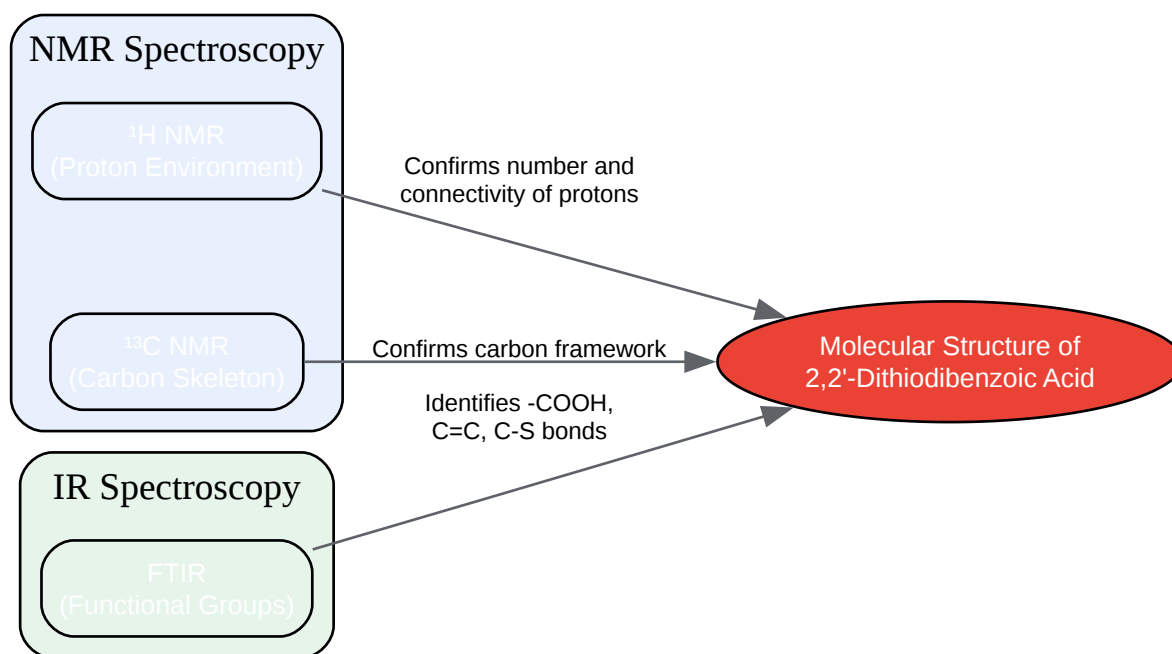 NMR Spectroscopy
¹H NMR
(Proton Environment)
Confirms number and
connectivity of protons
¹³C NMR
(Carbon Skeleton)
Confirms carbon framework
Molecular Structure of
2,2'-Dithiodibenzoic Acid
Identifies -COOH,
C=C, C-S bonds
IR Spectroscopy
FTIR
(Functional Groups)